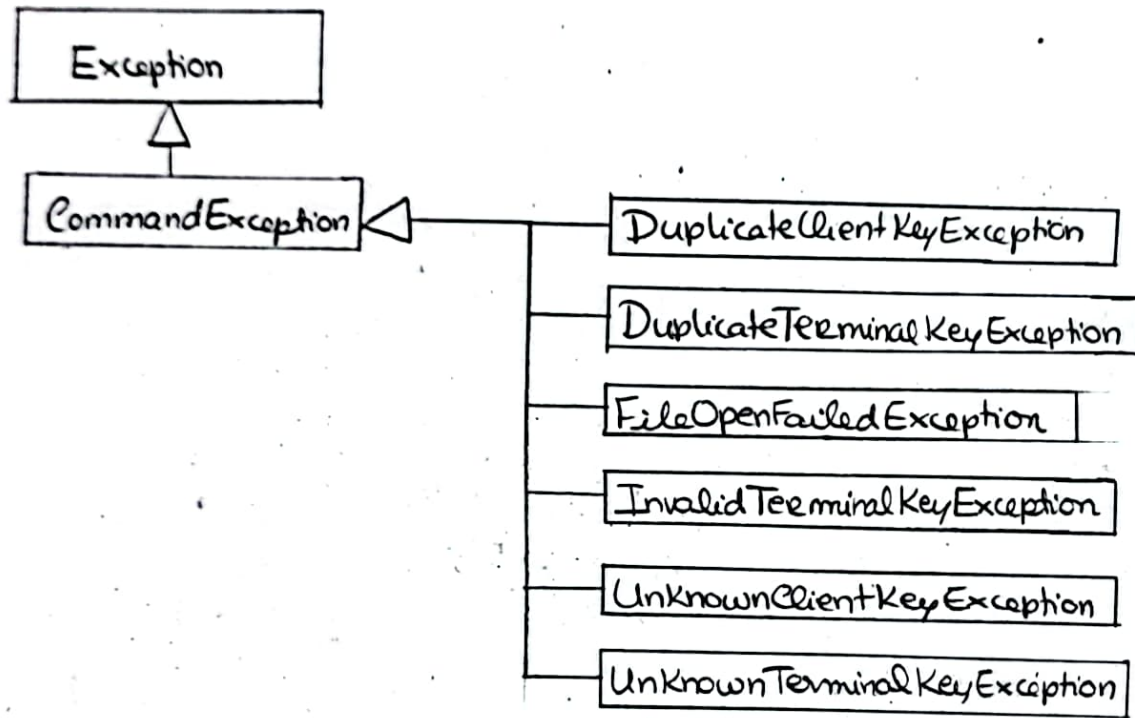 Exception
CommandException
DuplicateClientKeyException
DuplicateTerminalKeyException
FileOpenFailedException
InvalidTerminalKeyException
UnknownClientKeyException
UnknownTerminalKeyException